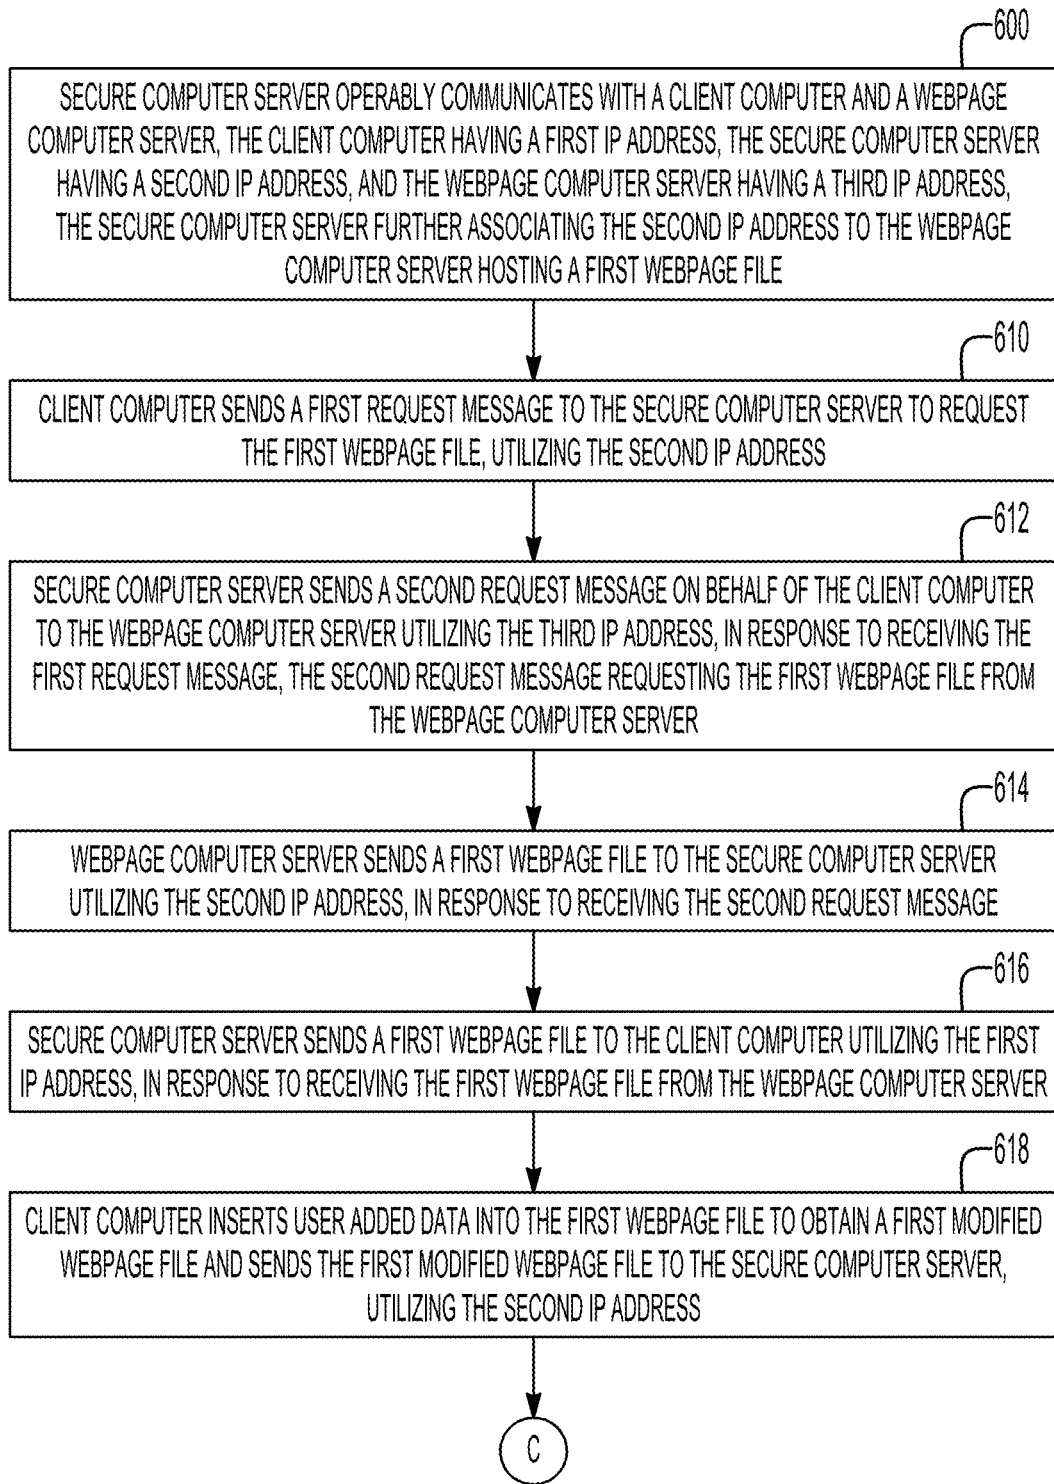 600
SECURE COMPUTER SERVER OPERABLY COMMUNICATES WITH A CLIENT COMPUTER AND A WEBPAGE
COMPUTER SERVER, THE CLIENT COMPUTER HAVING A FIRST IP ADDRESS, THE SECURE COMPUTER SERVER
HAVING A SECOND IP ADDRESS, AND THE WEBPAGE COMPUTER SERVER HAVING A THIRD IP ADDRESS,
THE SECURE COMPUTER SERVER FURTHER ASSOCIATING THE SECOND IP ADDRESS TO THE WEBPAGE
COMPUTER SERVER HOSTING A FIRST WEBPAGE FILE
610
CLIENT COMPUTER SENDS A FIRST REQUEST MESSAGE TO THE SECURE COMPUTER SERVER TO REQUEST
THE FIRST WEBPAGE FILE, UTILIZING THE SECOND IP ADDRESS
612
SECURE COMPUTER SERVER SENDS A SECOND REQUEST MESSAGE ON BEHALF OF THE CLIENT COMPUTER
TO THE WEBPAGE COMPUTER SERVER UTILIZING THE THIRD IP ADDRESS, IN RESPONSE TO RECEIVING THE
FIRST REQUEST MESSAGE, THE SECOND REQUEST MESSAGE REQUESTING THE FIRST WEBPAGE FILE FROM
THE WEBPAGE COMPUTER SERVER
614
WEBPAGE COMPUTER SERVER SENDS A FIRST WEBPAGE FILE TO THE SECURE COMPUTER SERVER
UTILIZING THE SECOND IP ADDRESS, IN RESPONSE TO RECEIVING THE SECOND REQUEST MESSAGE
616
SECURE COMPUTER SERVER SENDS A FIRST WEBPAGE FILE TO THE CLIENT COMPUTER UTILIZING THE FIRST
IP ADDRESS, IN RESPONSE TO RECEIVING THE FIRST WEBPAGE FILE FROM THE WEBPAGE COMPUTER SERVER
618
CLIENT COMPUTER INSERTS USER ADDED DATA INTO THE FIRST WEBPAGE FILE TO OBTAIN A FIRST MODIFIED
WEBPAGE FILE AND SENDS THE FIRST MODIFIED WEBPAGE FILE TO THE SECURE COMPUTER SERVER,
UTILIZING THE SECOND IP ADDRESS
C